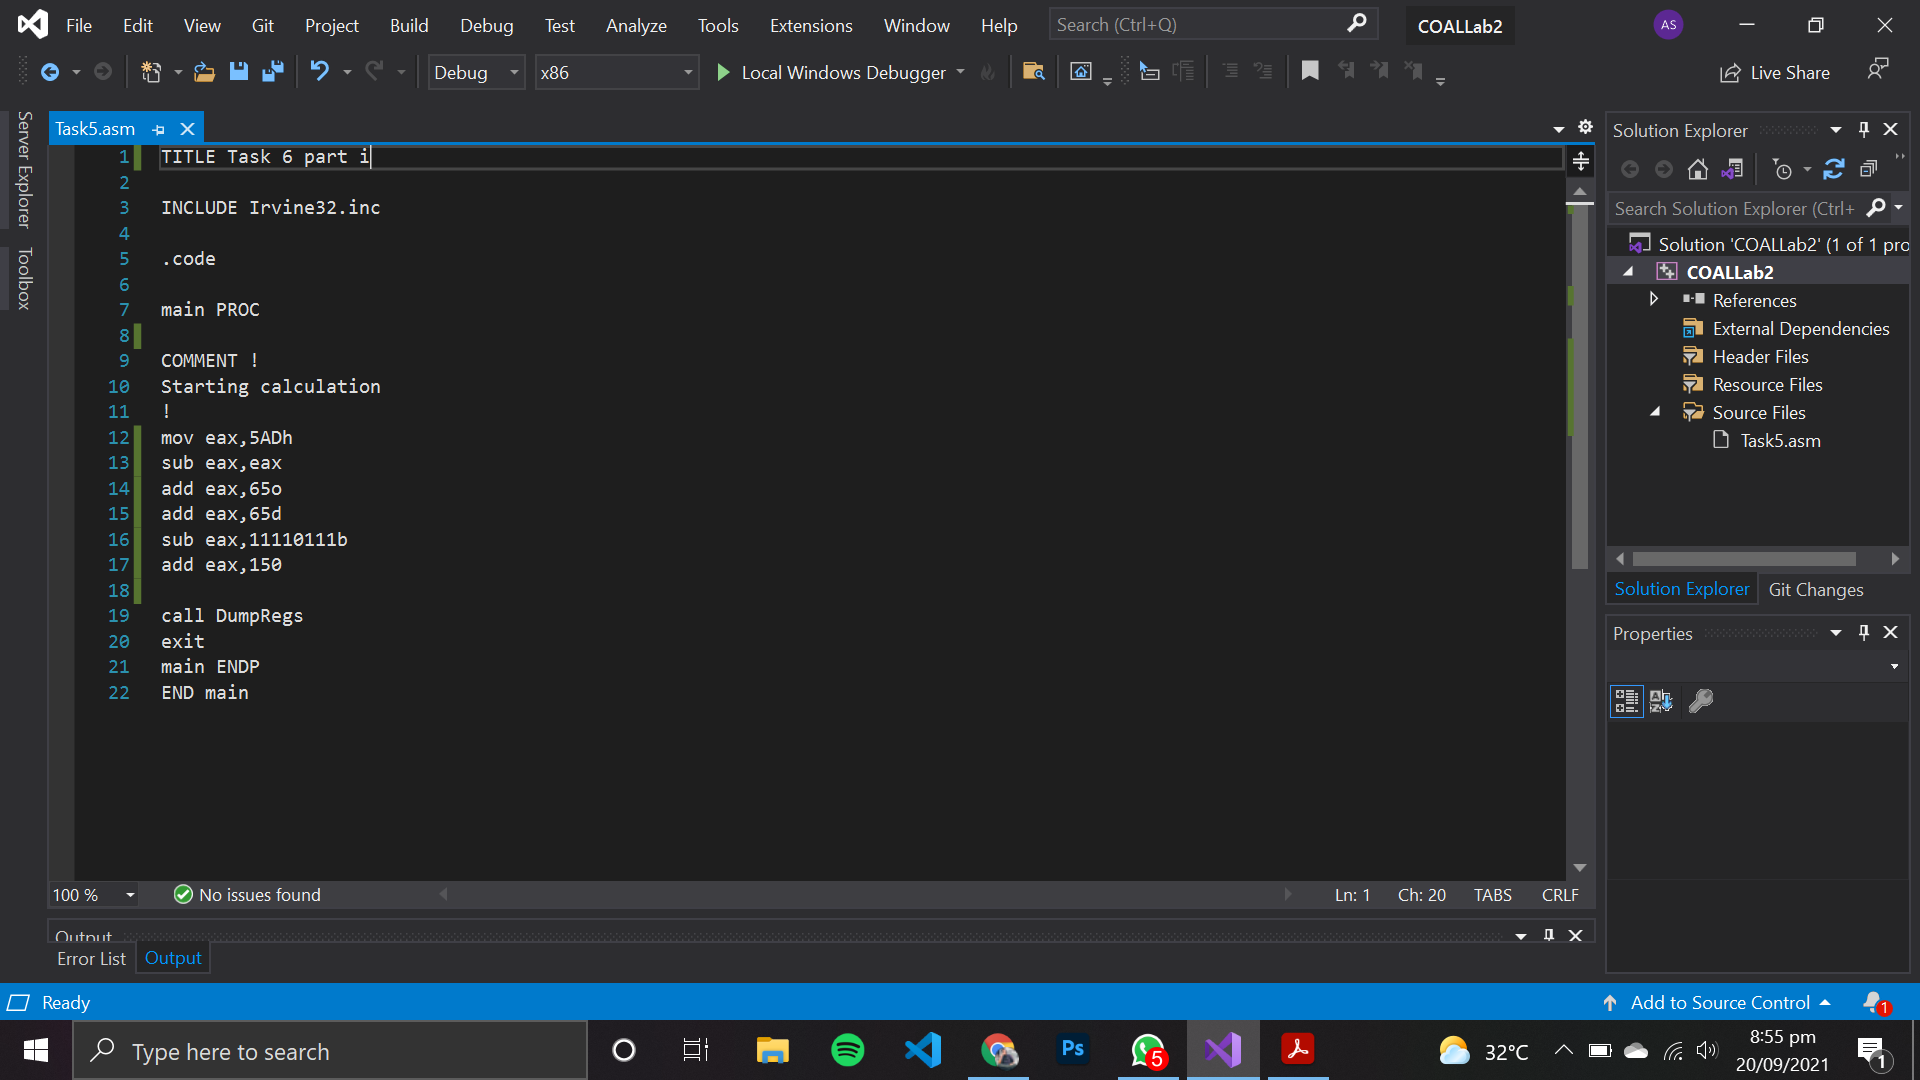 File Edit View Git Project Build Debug Test Analyze Tools Extensions Window Help Search (Ctrl+Q) COALLab2 AS
Debug x86 Local Windows Debugger Live Share
Server Explorer
Toolbox
Task5.asm
1 TITLE Task 6 part i
2
3 INCLUDE Irvine32.inc
4
5 .code
6
7 main PROC
8
9 COMMENT !
10 Starting calculation
11 !
12 mov eax,5ADh
13 sub eax,eax
14 add eax,65o
15 add eax,65d
16 sub eax,11110111b
17 add eax,150
18
19 call DumpRegs
20 exit
21 main ENDP
22 END main
100 % No issues found Ln: 1 Ch: 20 TABS CRLF
Output
Error List Output
Solution Explorer
Search Solution Explorer (Ctrl+
Solution 'COALLab2' (1 of 1 pro
COALLab2
References
External Dependencies
Header Files
Resource Files
Source Files
Task5.asm
Solution Explorer Git Changes
Properties
Ready Add to Source Control 1
Type here to search Ps 5 32°C 8:55 pm
20/09/2021 1